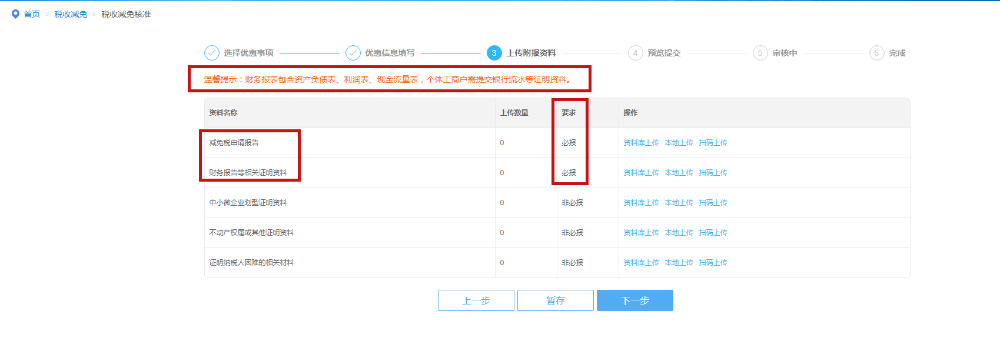 首页 > 税收减免 > 税收减免核准
选择优惠事项 优惠信息填写 3 上传附报资料 4 预览提交 5 审核中 6 完成
温馨提示：财务报表包含资产负债表、利润表、现金流量表，个体工商户需提交银行流水等证明资料。
资料名称 上传数量 要求 操作
减免税申请报告 0 必报 资料库上传 本地上传 扫码上传
财务报告等相关证明资料 0 必报 资料库上传 本地上传 扫码上传
中小微企业划型证明资料 0 非必报 资料库上传 本地上传 扫码上传
不动产权属或其他证明资料 0 非必报 资料库上传 本地上传 扫码上传
证明纳税人困难的相关材料 0 非必报 资料库上传 本地上传 扫码上传
上一步 暂存 下一步